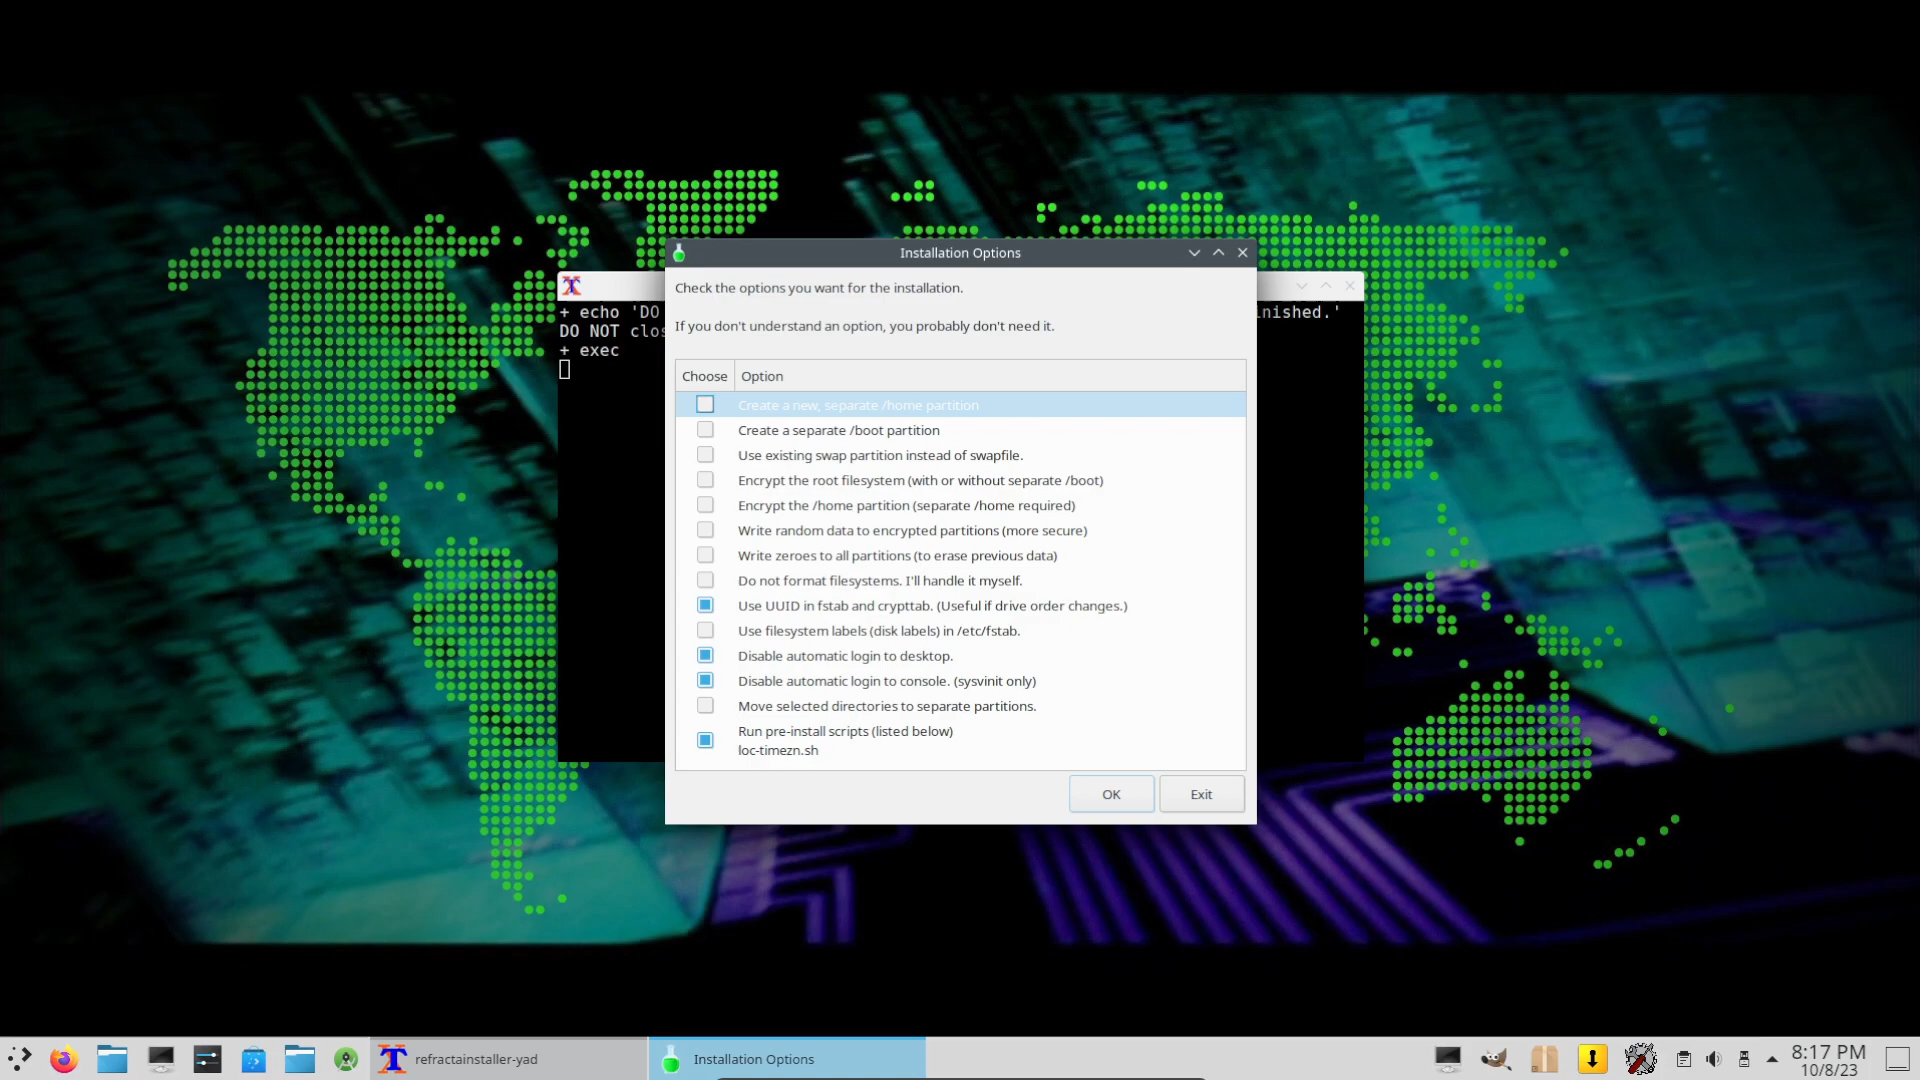 Installation Options
Check the options you want for the installation.
If you don't understand an option, you probably don't need it.
+ echo 'DO
inished.'
DO NOT clos
+ exec
Choose Option
Create a new, separate /home partition
Create a separate /boot partition
Use existing swap partition instead of swapfile.
Encrypt the root filesystem (with or without separate /boot)
Encrypt the /home partition (separate /home required)
Write random data to encrypted partitions (more secure)
Write zeroes to all partitions (to erase previous data)
Do not format filesystems. I'll handle it myself.
Use UUID in fstab and crypttab. (Useful if drive order changes.)
Use filesystem labels (disk labels) in /etc/fstab.
Disable automatic login to desktop.
Disable automatic login to console. (sysvinit only)
Move selected directories to separate partitions.
Run pre-install scripts (listed below)
loc-timezn.sh
OK Exit
refractainstaller-yad
Installation Options
8:17 PM
10/8/23